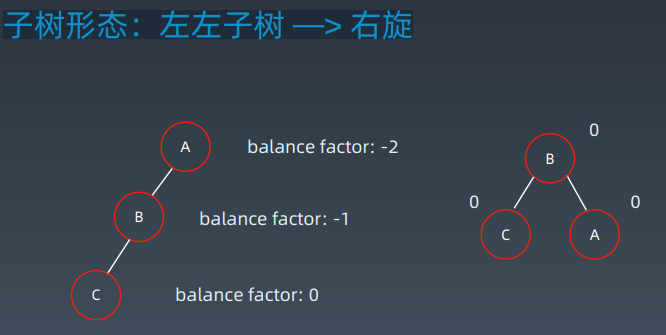 子树形态：左左子树 —> 右旋
A
balance factor: -2
B
balance factor: -1
C
balance factor: 0
0
B
0
0
C
A